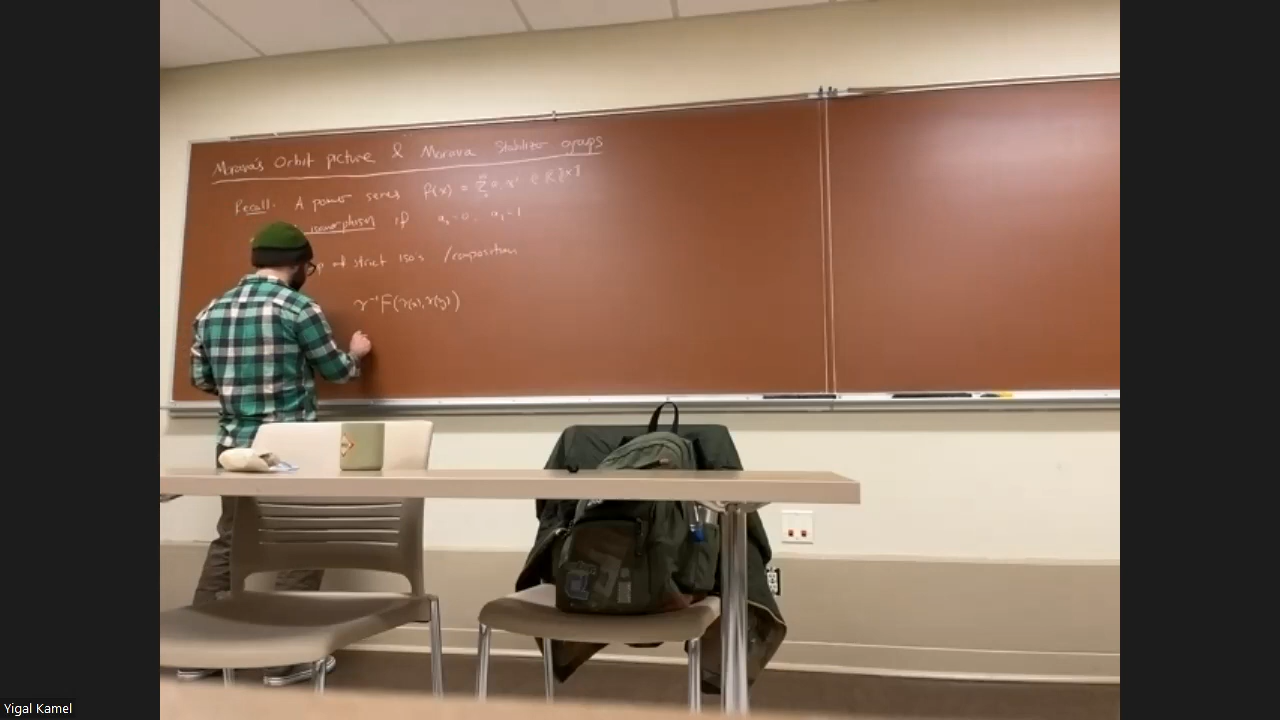 Morava's Orbit picture & Morava Stabilizer groups
Recall. A power series f(x) = Σ
isomorphism if a₀ = 0, a₁ = 1
of strict iso's /composition
γ⁻¹F(γ(x), γ(y))
Yigal Kamel